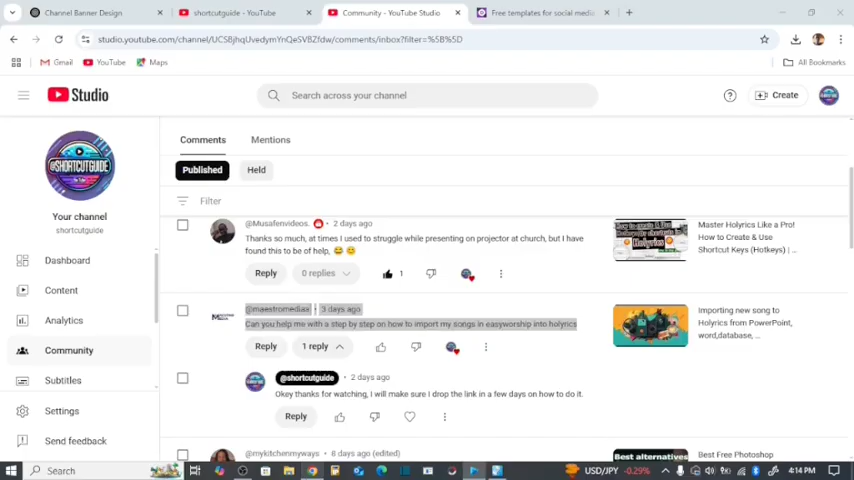 Channel Banner Design
shortcutguide - YouTube
Community - YouTube Studio
Free templates for social media
studio.youtube.com/channel/UCSBjhqUvedymYnQeSV8Zfdw/comments/inbox?filter=%5B%5D
Gmail
YouTube
Maps
All Bookmarks
Studio
Search across your channel
Create
@SHORTCUTGUIDE
Your channel
shortcutguide
Dashboard
Content
Analytics
Community
Subtitles
Settings
Send feedback
Comments
Mentions
Published
Held
Filter
@Musafenvideos. 2 days ago
Thanks so much, at times I used to struggle while presenting on projector at church, but I have
found this to be of help, 😂 😊
Reply
0 replies
1
Master Holyrics Like a Pro!
How to Create & Use
Shortcut Keys (Hotkeys) | ...
@maestromediaa • 3 days ago
Can you help me with a step by step on how to import my songs in easyworship into holyrics
Reply
1 reply
Importing new song to
Holyrics from PowerPoint,
word,database, ...
@shortcutguide • 2 days ago
Okey thanks for watching, I will make sure I drop the link in a few days on how to do it.
Reply
@mykitchenmyways • 8 days ago (edited)
Best alternatives
Best Free Photoshop
Search
USD/JPY -0.29%
4:14 PM